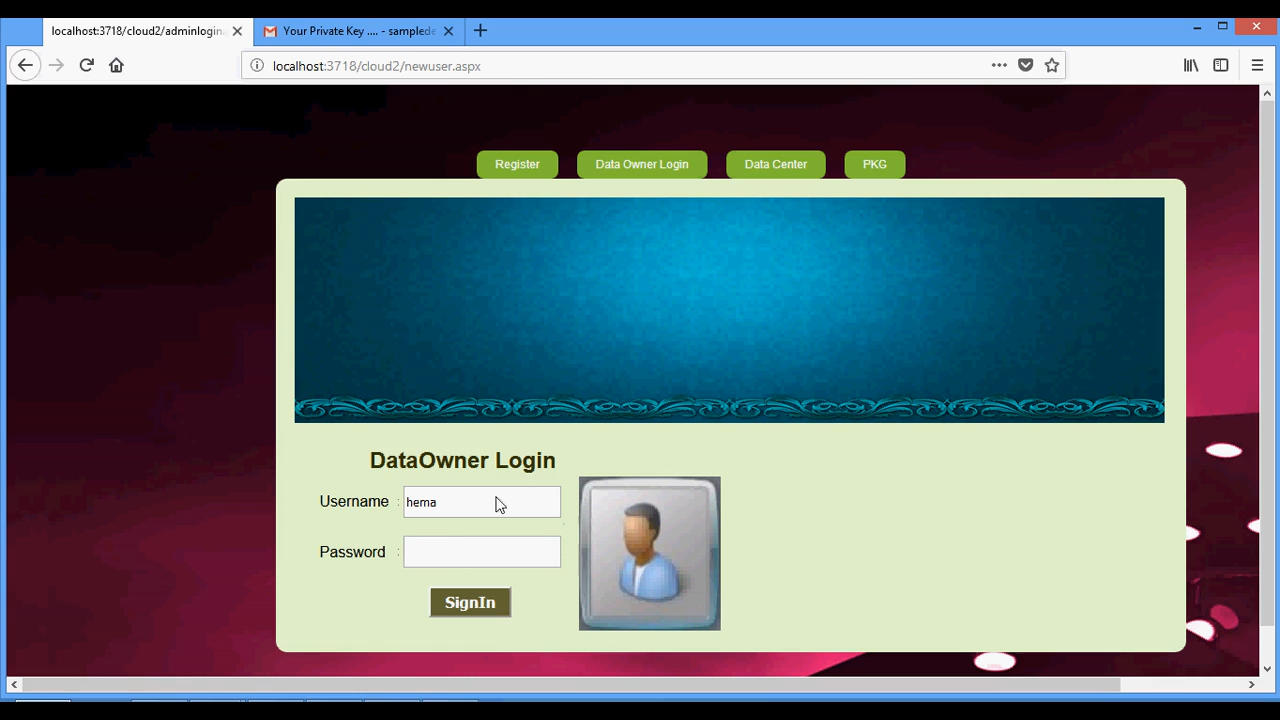 localhost:3718/cloud2/adminlogin
Your Private Key .... - samplede
localhost:3718/cloud2/newuser.aspx
Register
Data Owner Login
Data Center
PKG
DataOwner Login
Username : hema
Password :
SignIn